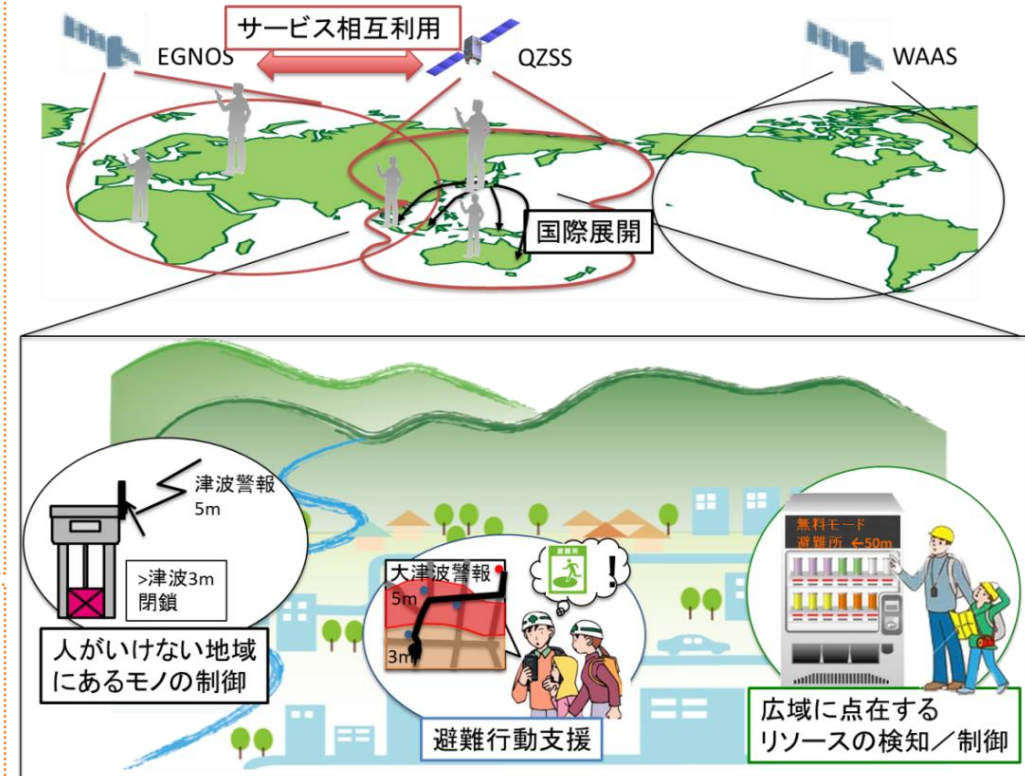 サービス相互利用
EGNOS
QZSS
WAAS
国際展開
津波警報
5m
>津波3m
閉鎖
人がいけない地域
にあるモノの制御
大津波警報
5m
3m
避難所
!
避難行動支援
無料モード
避難所 ←50m
広域に点在する
リソースの検知／制御